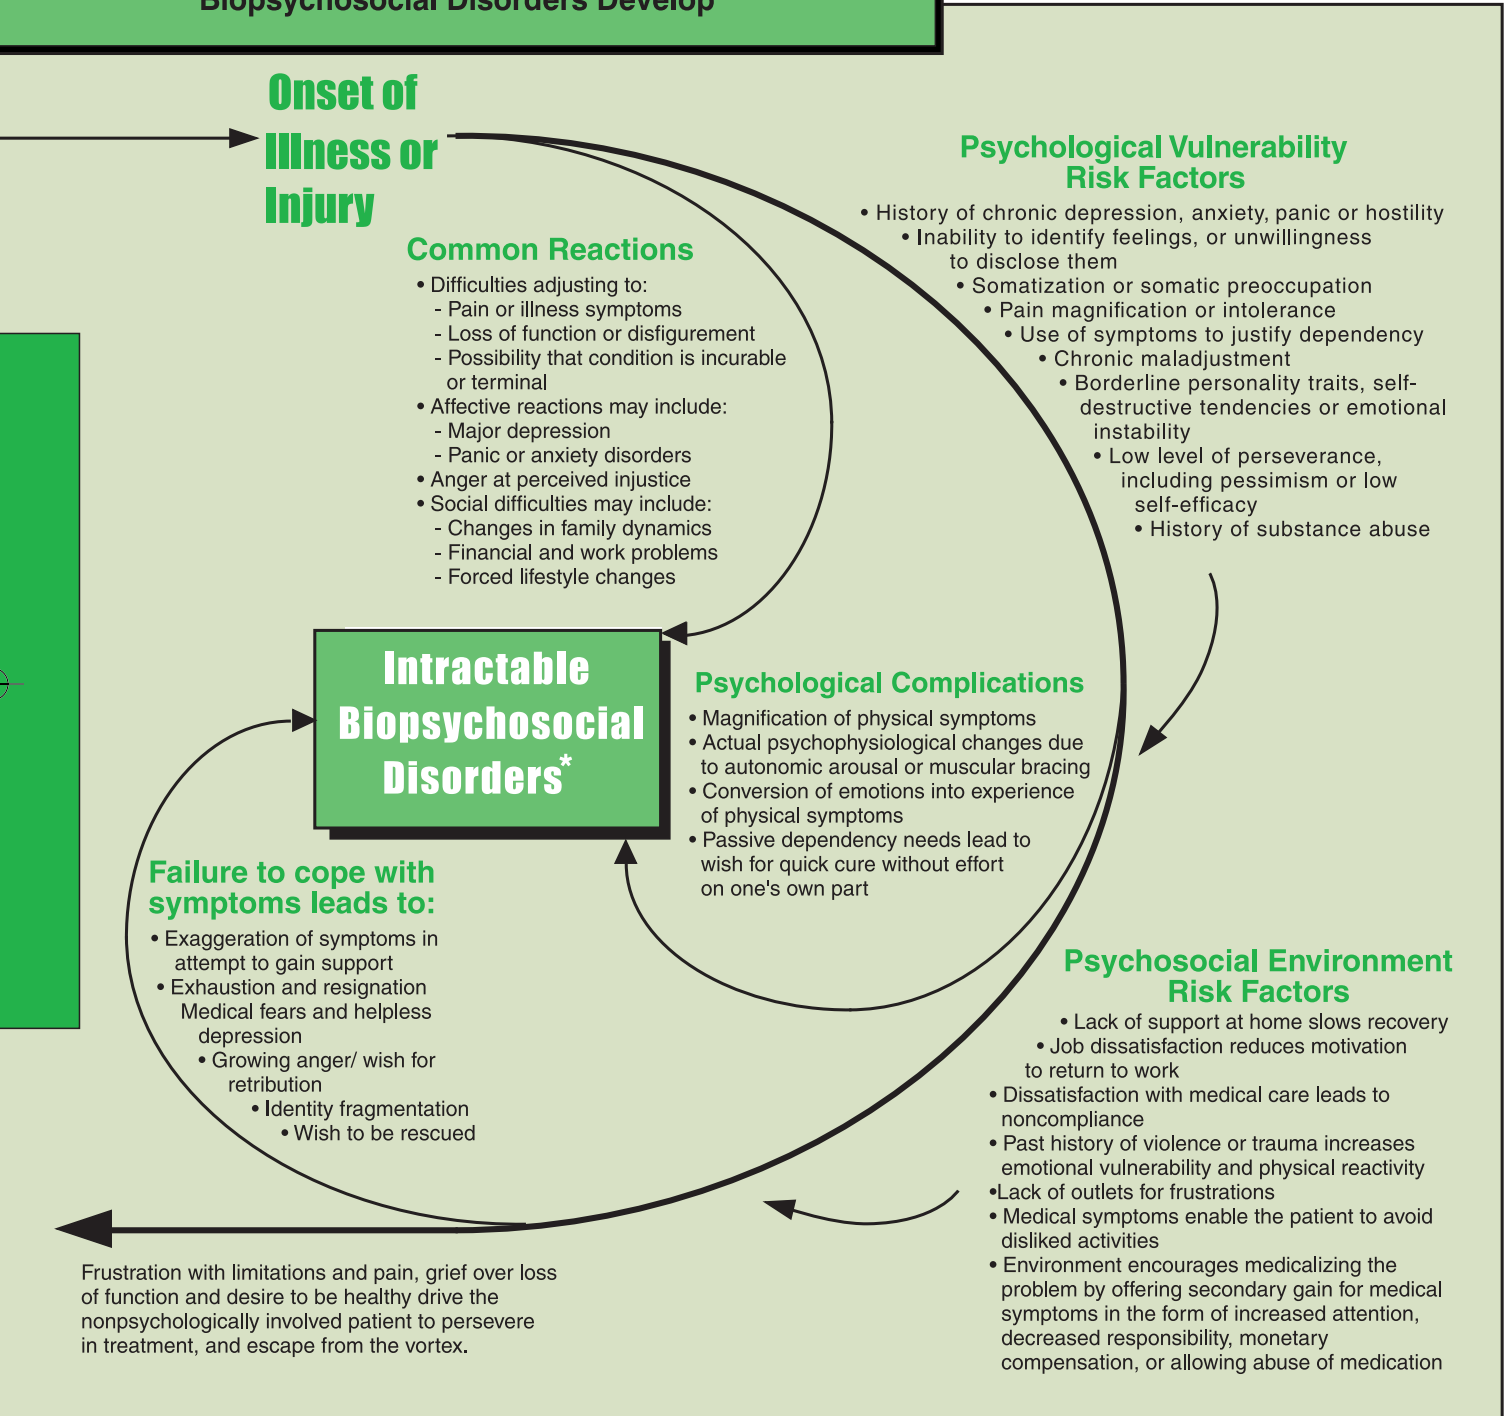 Biopsychosocial Disorders Develop
Onset of
Illness or
Injury
Common Reactions
• Difficulties adjusting to:
- Pain or illness symptoms
- Loss of function or disfigurement
- Possibility that condition is incurable
or terminal
• Affective reactions may include:
- Major depression
- Panic or anxiety disorders
• Anger at perceived injustice
• Social difficulties may include:
- Changes in family dynamics
- Financial and work problems
- Forced lifestyle changes
Psychological Vulnerability
Risk Factors
• History of chronic depression, anxiety, panic or hostility
• Inability to identify feelings, or unwillingness
to disclose them
• Somatization or somatic preoccupation
• Pain magnification or intolerance
• Use of symptoms to justify dependency
• Chronic maladjustment
• Borderline personality traits, self-
destructive tendencies or emotional
instability
• Low level of perseverance,
including pessimism or low
self-efficacy
• History of substance abuse
Intractable
Biopsychosocial
Disorders*
Psychological Complications
• Magnification of physical symptoms
• Actual psychophysiological changes due
to autonomic arousal or muscular bracing
• Conversion of emotions into experience
of physical symptoms
• Passive dependency needs lead to
wish for quick cure without effort
on one's own part
Failure to cope with
symptoms leads to:
• Exaggeration of symptoms in
attempt to gain support
• Exhaustion and resignation
Medical fears and helpless
depression
• Growing anger/ wish for
retribution
• Identity fragmentation
• Wish to be rescued
Psychosocial Environment
Risk Factors
• Lack of support at home slows recovery
• Job dissatisfaction reduces motivation
to return to work
• Dissatisfaction with medical care leads to
noncompliance
• Past history of violence or trauma increases
emotional vulnerability and physical reactivity
•Lack of outlets for frustrations
• Medical symptoms enable the patient to avoid
disliked activities
• Environment encourages medicalizing the
problem by offering secondary gain for medical
symptoms in the form of increased attention,
decreased responsibility, monetary
compensation, or allowing abuse of medication
Frustration with limitations and pain, grief over loss
of function and desire to be healthy drive the
nonpsychologically involved patient to persevere
in treatment, and escape from the vortex.